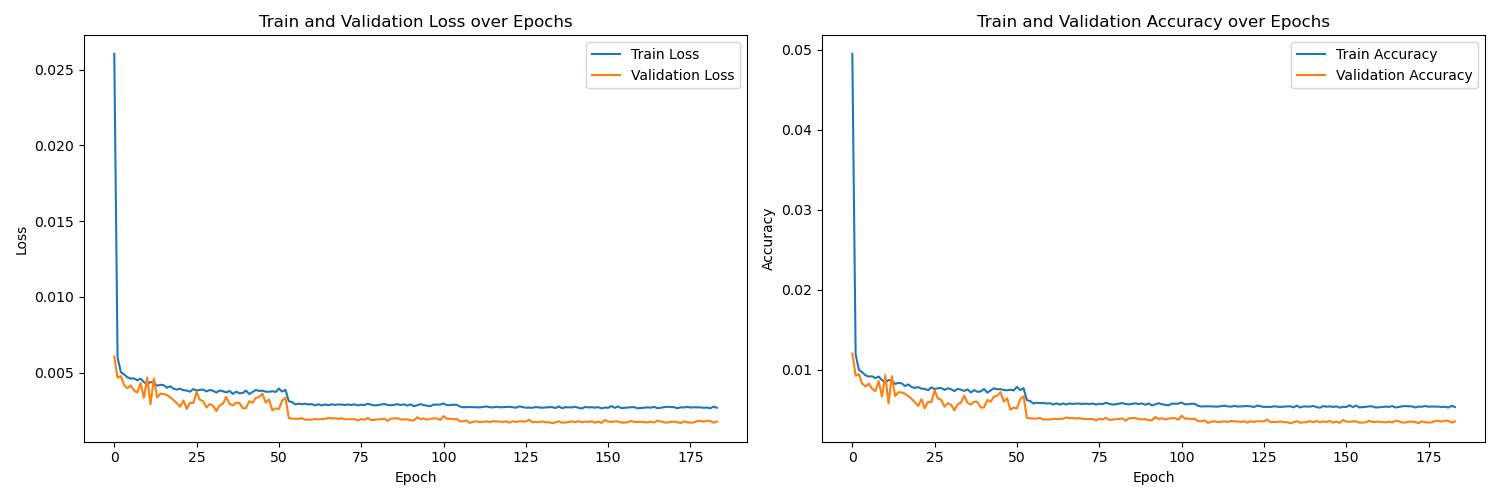 Train and Validation Loss over Epochs
Train Loss
Validation Loss
0.025
0.020
0.015
0.010
0.005
Loss
0 25 50 75 100 125 150 175
Epoch
Train and Validation Accuracy over Epochs
Train Accuracy
Validation Accuracy
0.05
0.04
0.03
0.02
0.01
Accuracy
0 25 50 75 100 125 150 175
Epoch